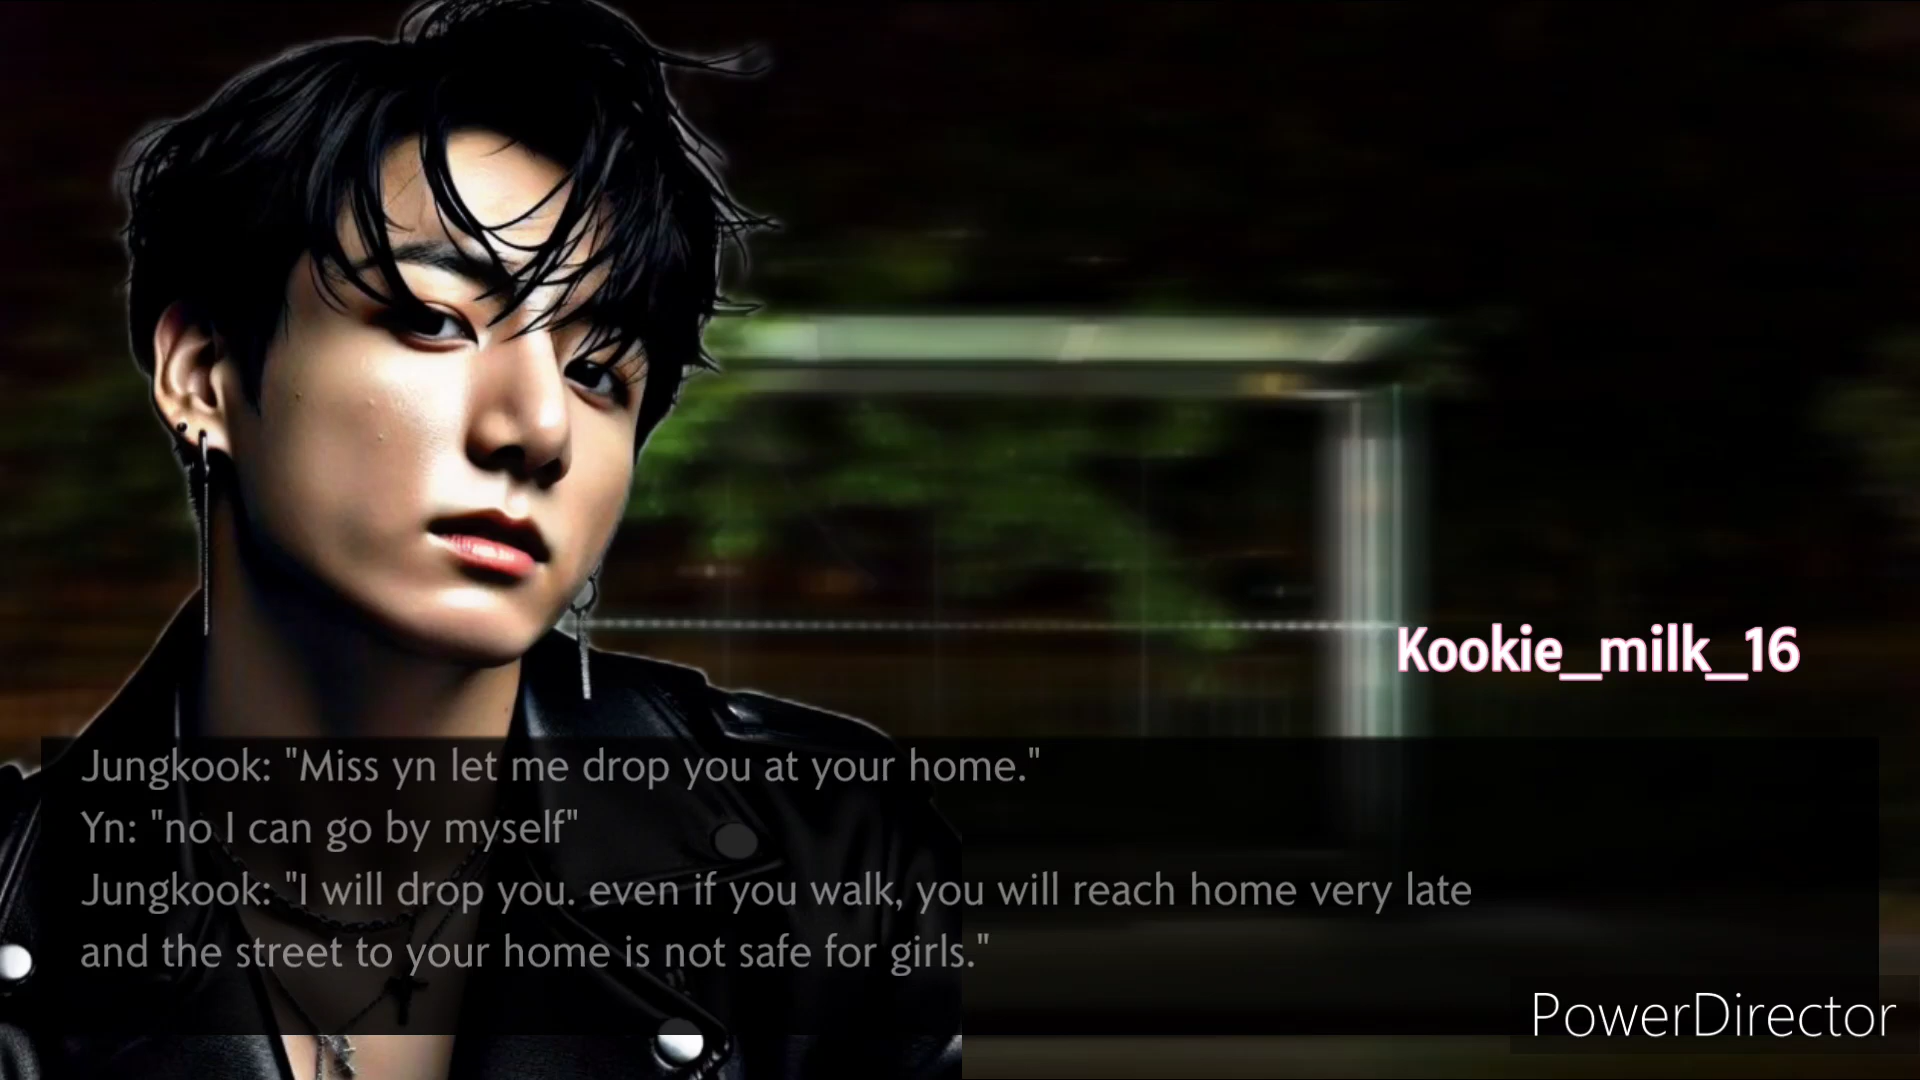 Kookie_milk_16
Jungkook: "Miss yn let me drop you at your home."
Yn: "no I can go by myself"
Jungkook: "I will drop you. even if you walk, you will reach home very late
and the street to your home is not safe for girls."
PowerDirector